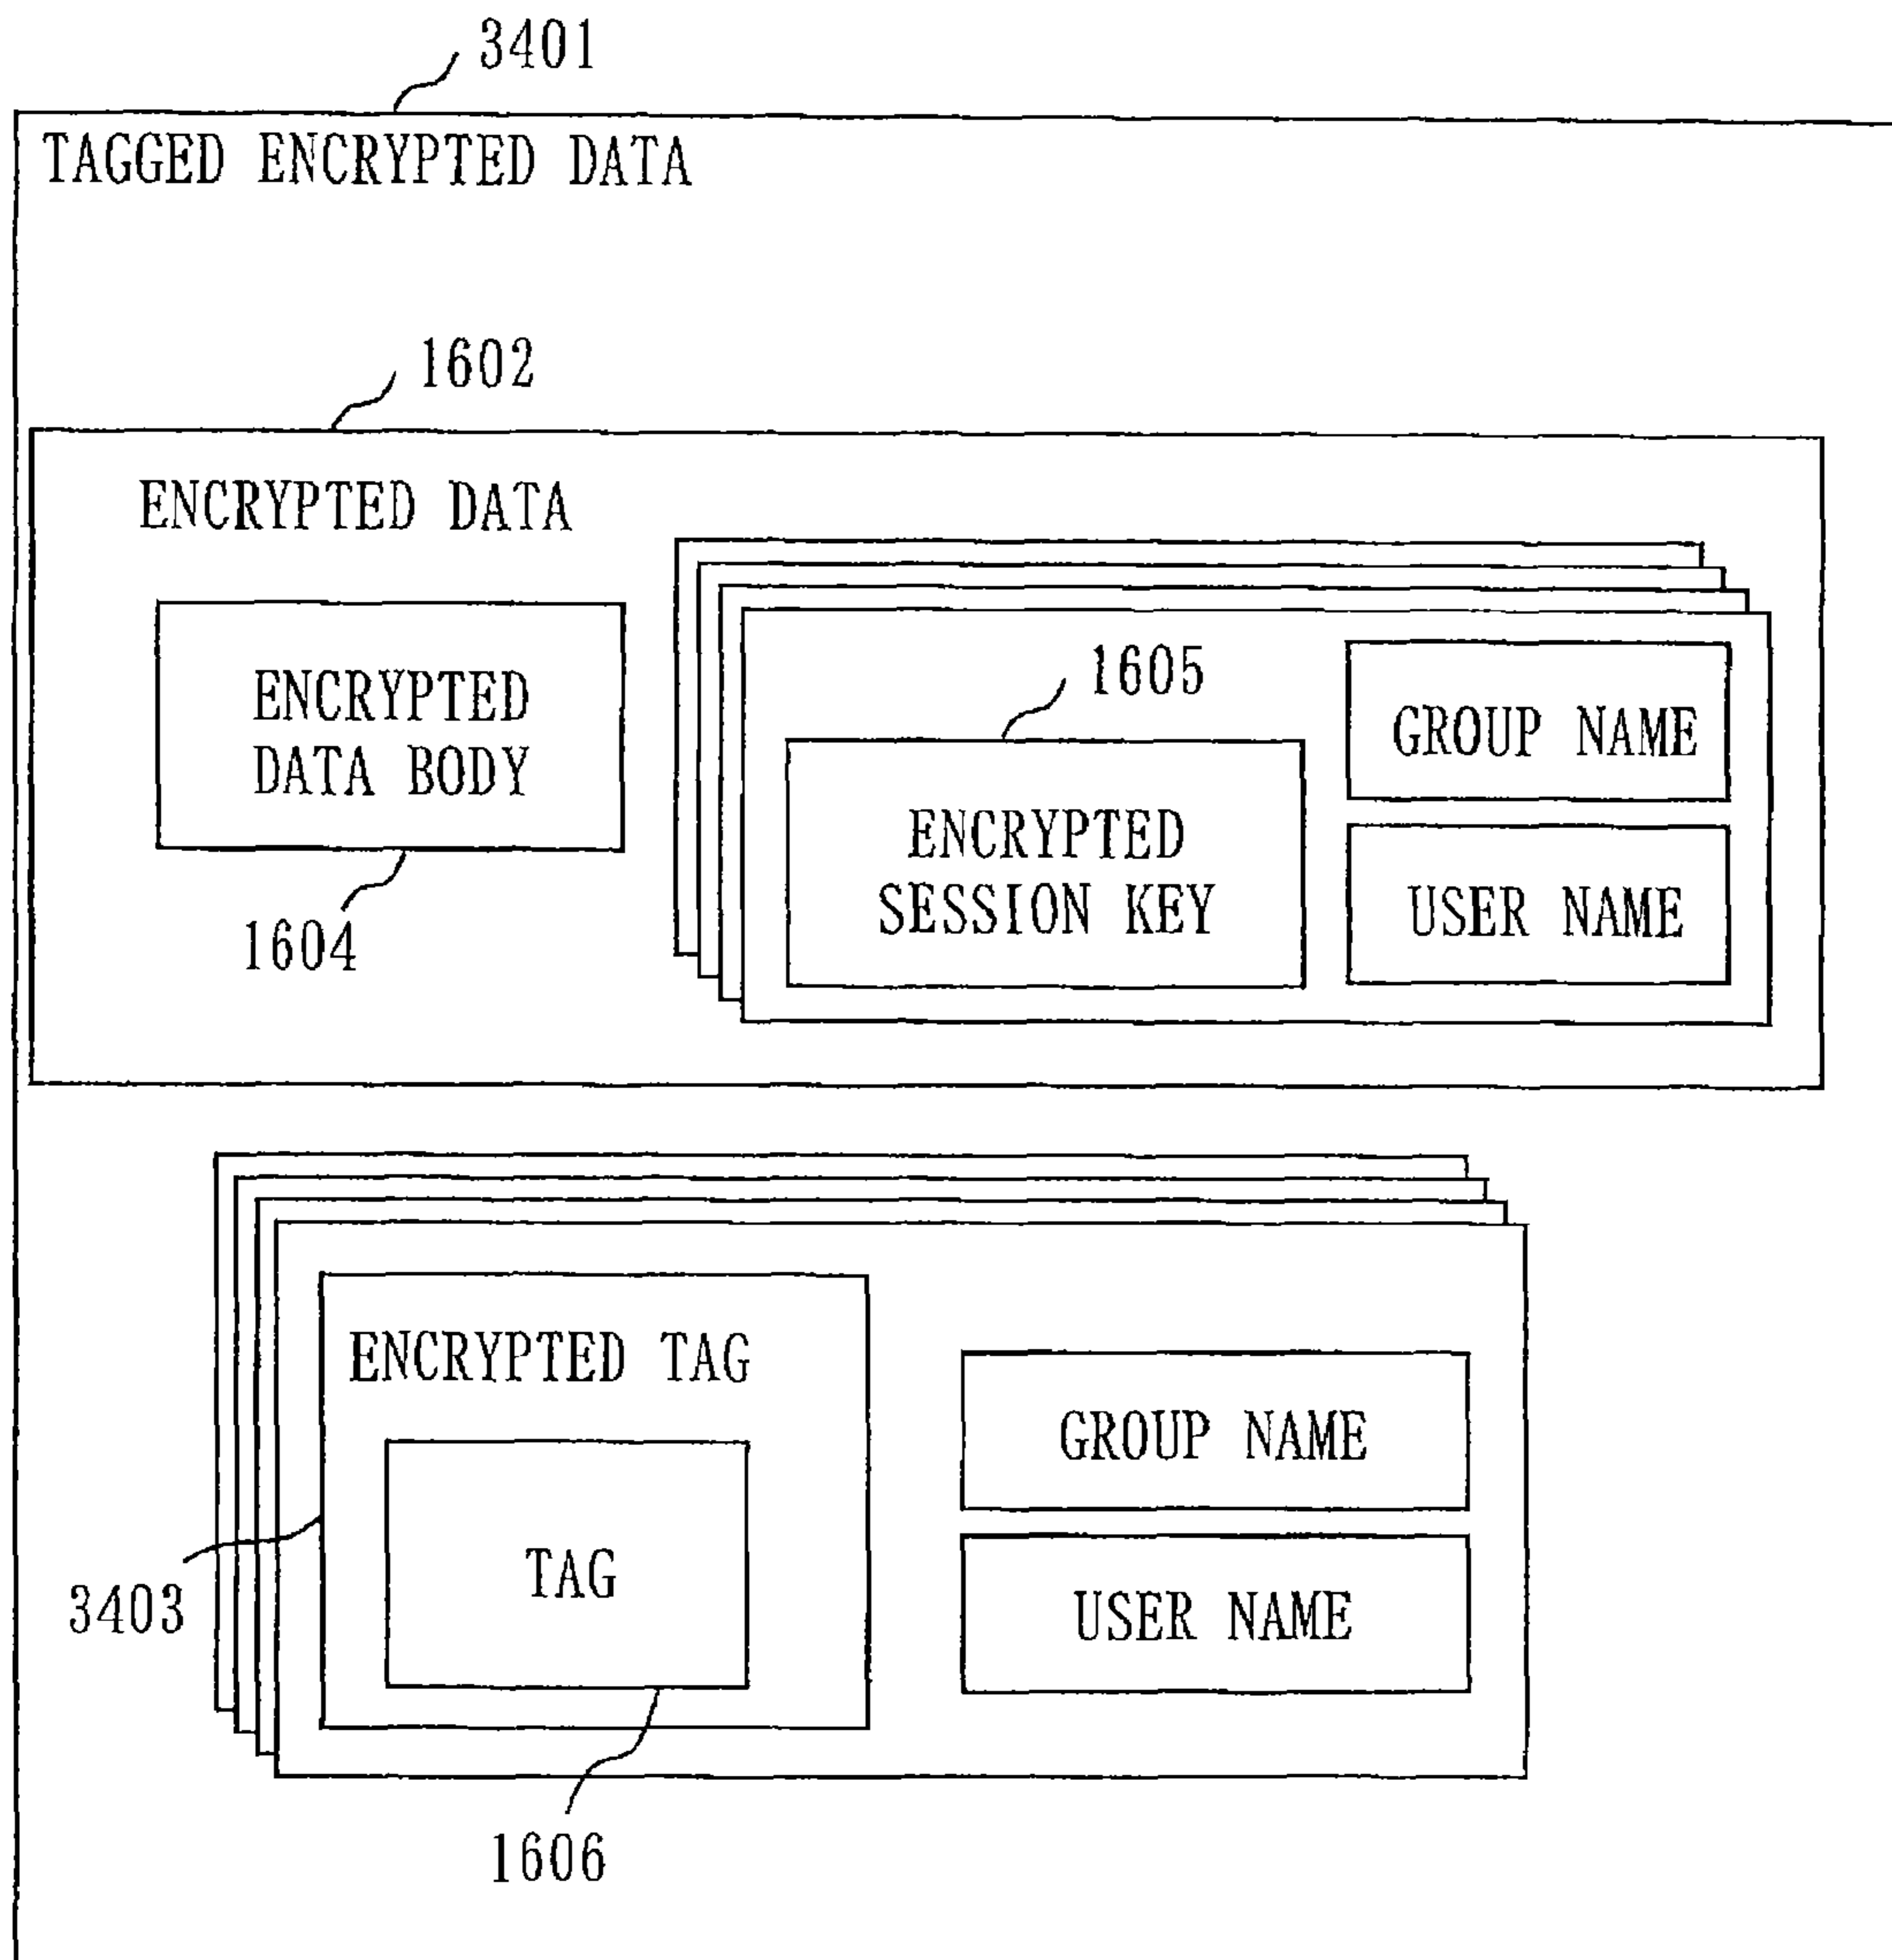 3401
TAGGED ENCRYPTED DATA
1602
ENCRYPTED DATA
ENCRYPTED
DATA BODY
1604
1605
ENCRYPTED
SESSION KEY
GROUP NAME
USER NAME
ENCRYPTED TAG
TAG
3403
1606
GROUP NAME
USER NAME